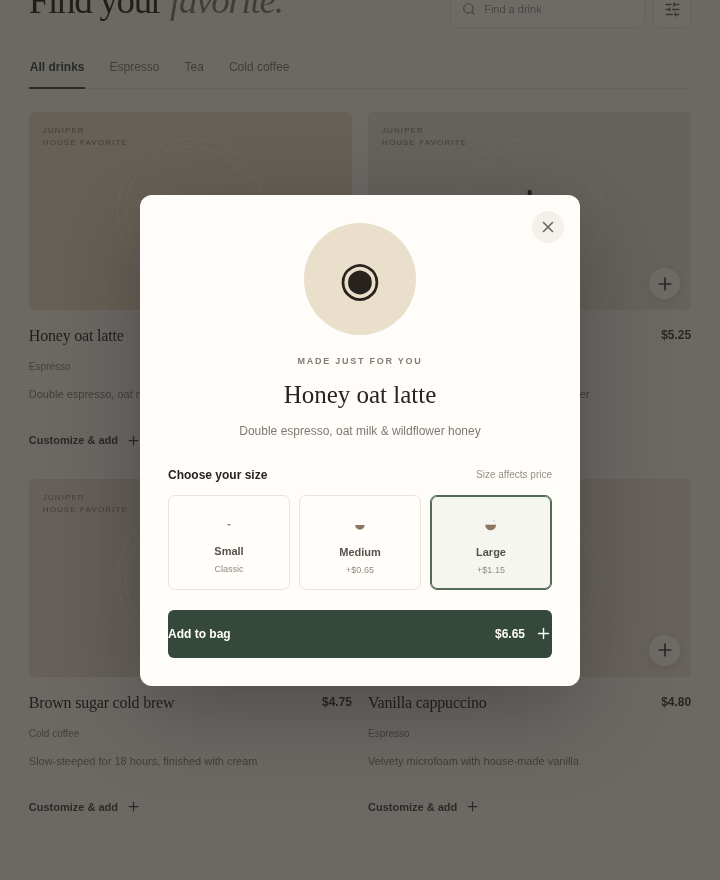 Find your favorite.
Find a drink
All drinks Espresso Tea Cold coffee
JUNIPER
HOUSE FAVORITE
JUNIPER
HOUSE FAVORITE
MADE JUST FOR YOU
Honey oat latte
Double espresso, oat milk & wildflower honey
Choose your size
Size affects price
Small
Classic
Medium
+$0.65
Large
+$1.15
Add to bag $6.65
Honey oat latte
Espresso
Double espresso, oat
Customize & add
$5.25
JUNIPER
HOUSE FAVORITE
Brown sugar cold brew $4.75
Cold coffee
Slow-steeped for 18 hours, finished with cream
Customize & add
Vanilla cappuccino $4.80
Espresso
Velvety microfoam with house-made vanilla
Customize & add